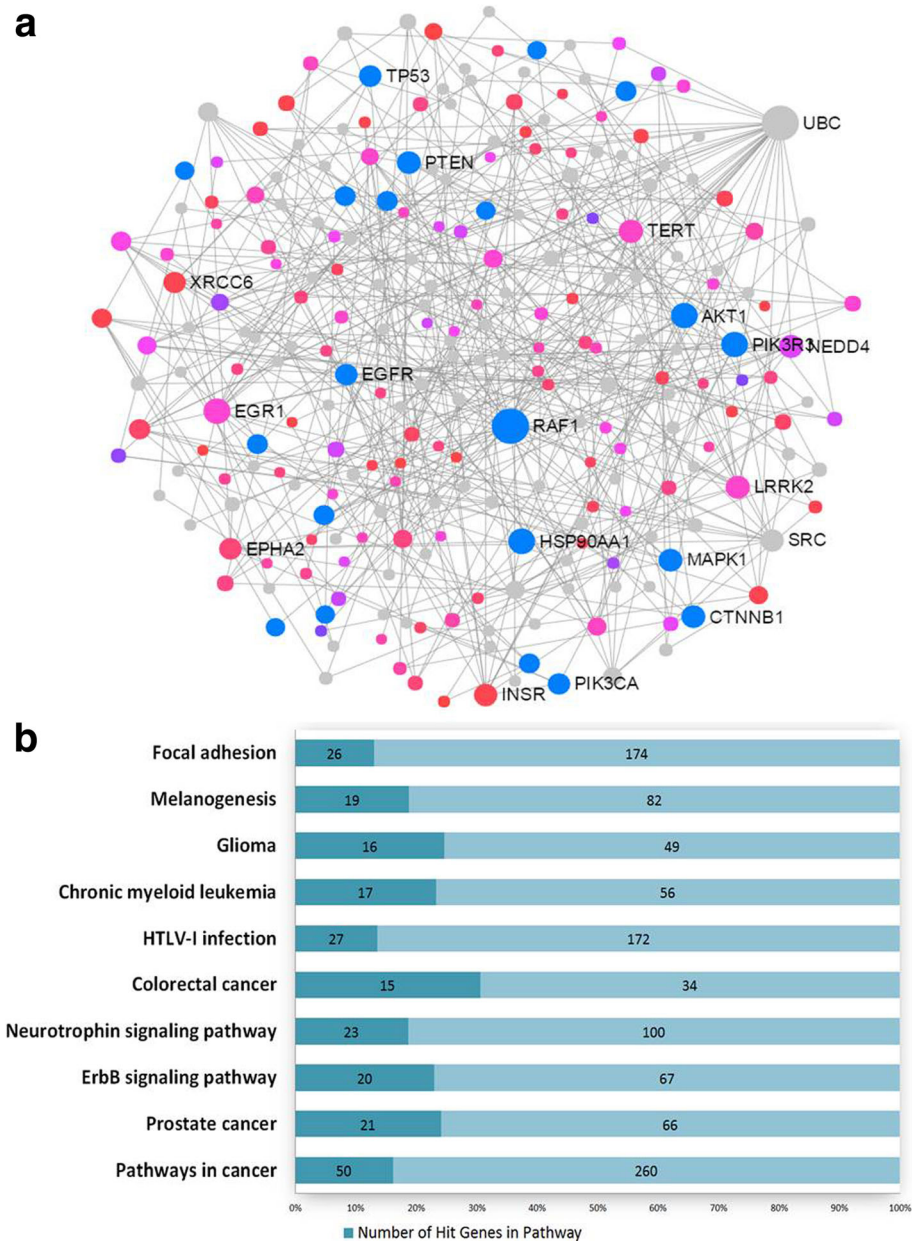 a
TP53
UBC
PTEN
TERT
XRCC6
AKT1
PIK3R3
NEDD4
EGFR
EGR1
RAF1
LRRK2
HSP90AA1
SRC
EPHA2
MAPK1
CTNNB1
PIK3CA
INSR
b
Focal adhesion 26 174
Melanogenesis 19 82
Glioma 16 49
Chronic myeloid leukemia 17 56
HTLV-I infection 27 172
Colorectal cancer 15 34
Neurotrophin signaling pathway 23 100
ErbB signaling pathway 20 67
Prostate cancer 21 66
Pathways in cancer 50 260
0% 10% 20% 30% 40% 50% 60% 70% 80% 90% 100%
Number of Hit Genes in Pathway